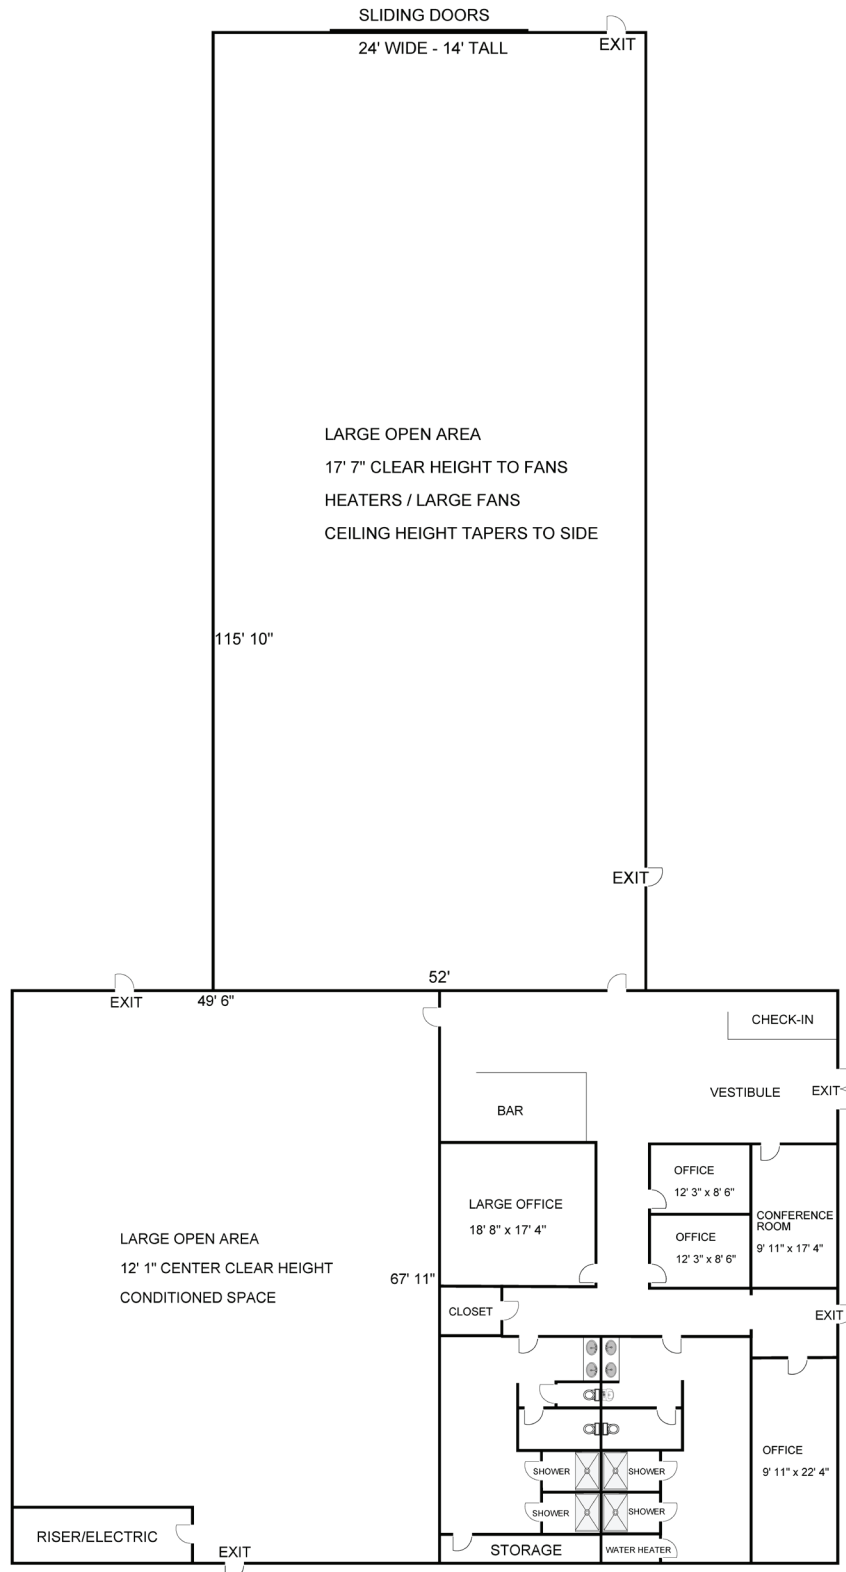 SLIDING DOORS
24' WIDE - 14' TALL
EXIT
LARGE OPEN AREA
17' 7" CLEAR HEIGHT TO FANS
HEATERS / LARGE FANS
CEILING HEIGHT TAPERS TO SIDE
115' 10"
EXIT
52'
EXIT
49' 6"
CHECK-IN
VESTIBULE
EXIT
BAR
OFFICE
12' 3" x 8' 6"
LARGE OFFICE
18' 8" x 17' 4"
CONFERENCE
ROOM
9' 11" x 17' 4"
OFFICE
12' 3" x 8' 6"
LARGE OPEN AREA
12' 1" CENTER CLEAR HEIGHT
CONDITIONED SPACE
67' 11"
CLOSET
EXIT
OFFICE
9' 11" x 22' 4"
SHOWER
SHOWER
SHOWER
SHOWER
RISER/ELECTRIC
EXIT
STORAGE
WATER HEATER